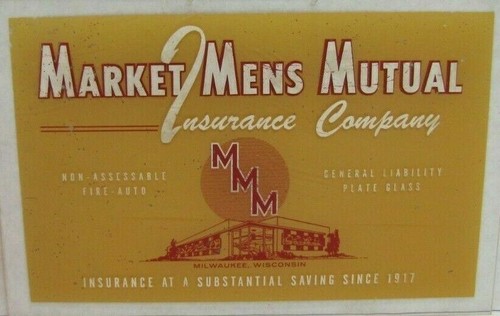 MARKET MENS MUTUAL
Insurance Company
NON-ASSESSABLE
FIRE-AUTO
GENERAL LIABILITY
PLATE GLASS
MMM
MILWAUKEE, WISCONSIN
INSURANCE AT A SUBSTANTIAL SAVING SINCE 1917